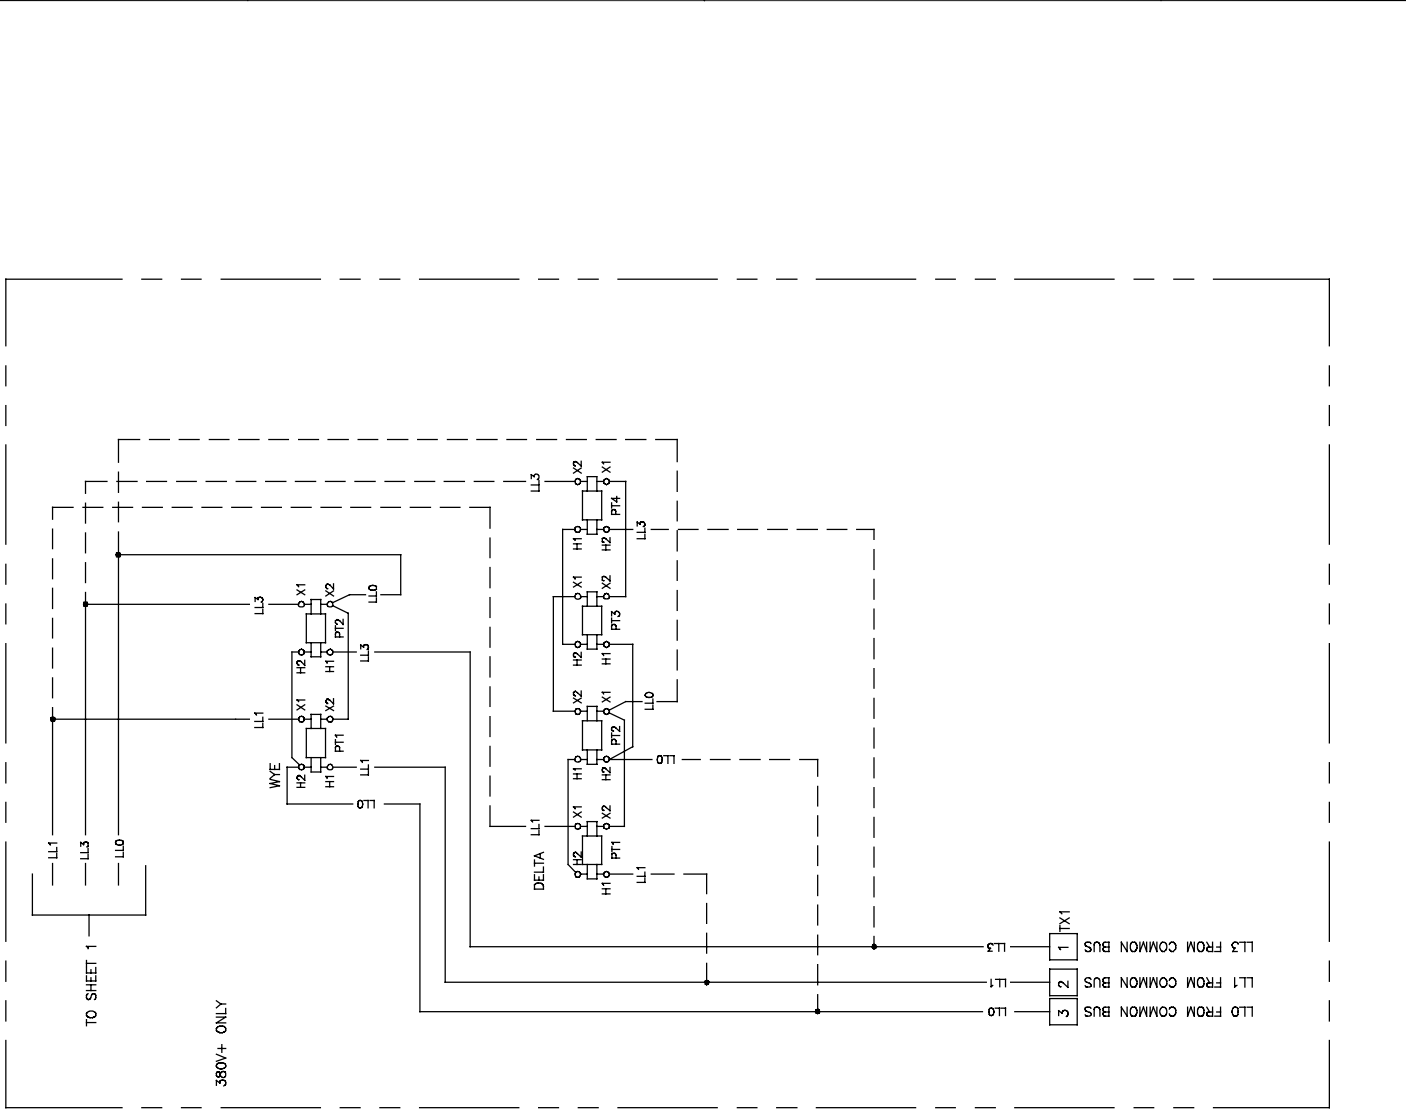 LL3
X2
X1
PT4
H1
H2
LL3
X1
X2
LL3
PT2
H2
H1
LL0
LL3
X1
X2
PT3
H2
H1
LL1
X1
X2
PT1
H2
H1
WYE
LL1
LL0
X2
X1
LL0
PT2
H1
H2
LL0
LL1
X1
X2
PT1
H2
H1
DELTA
LL1
LL1
LL3
LL0
TO SHEET 1
380V+ ONLY
TX1
LL3
1
LL3 FROM COMMON BUS
LL1
2
LL1 FROM COMMON BUS
LL0
3
LL0 FROM COMMON BUS